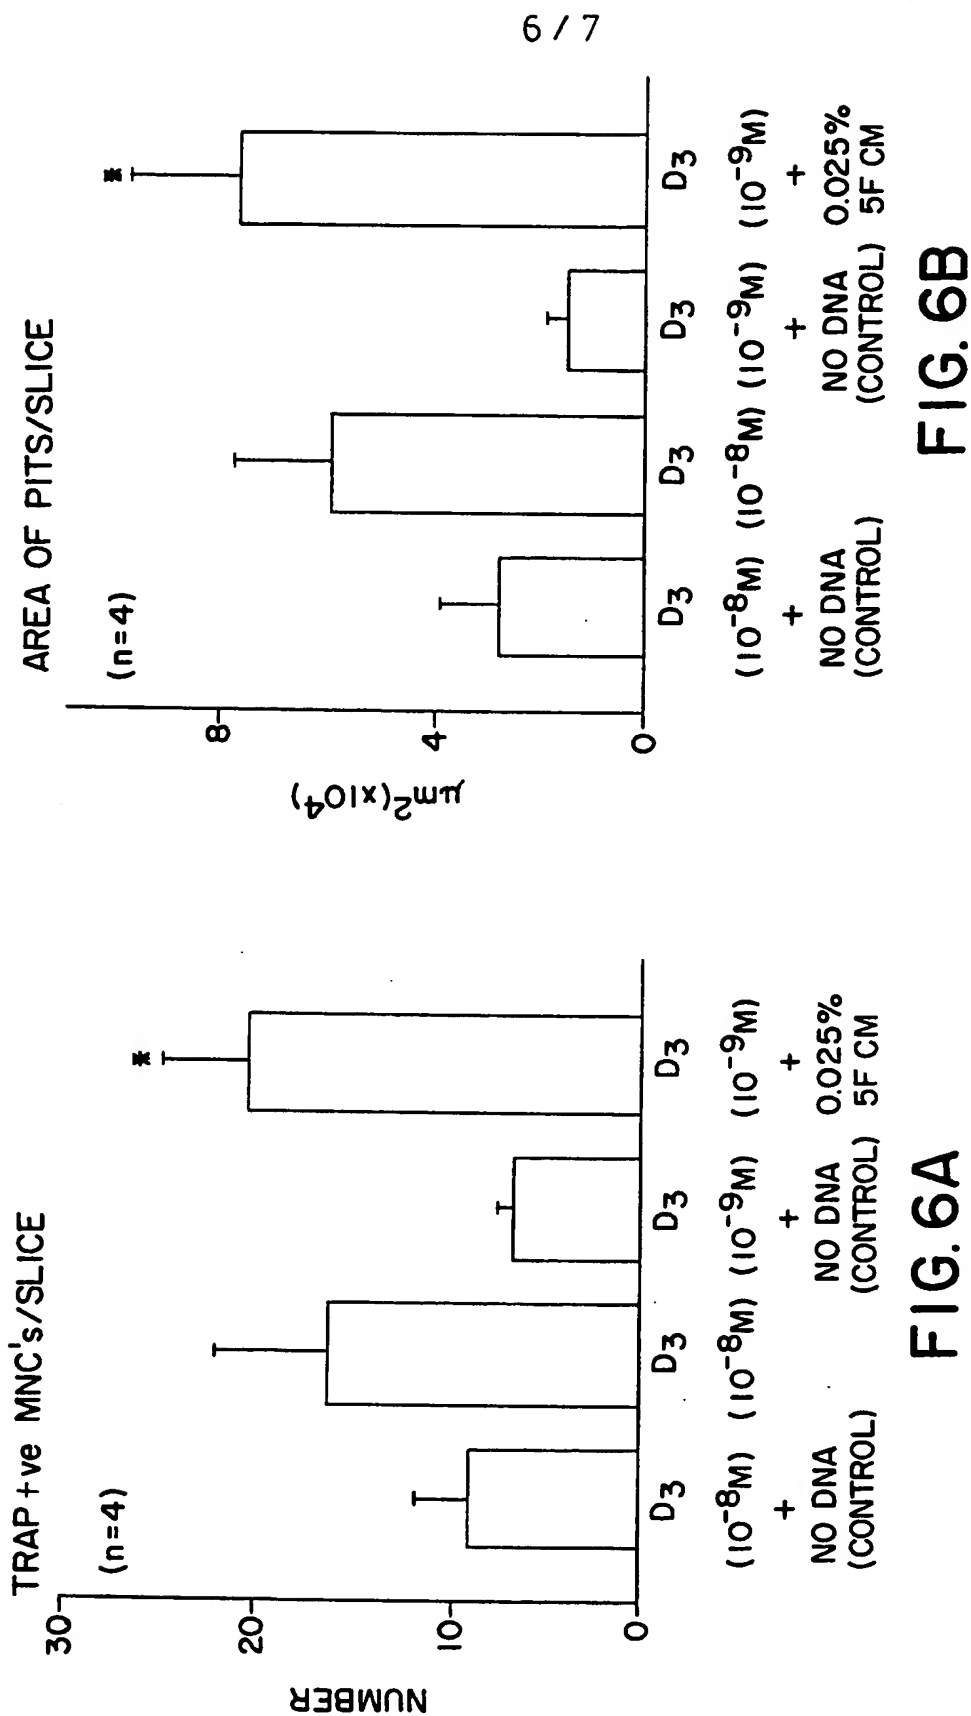 6 / 7
TRAP +ve MNC's/SLICE
(n=4)
30
20
10
0
NUMBER
D3 D3 D3 D3
(10-8M) (10-8M) (10-9M) (10-9M)
+ + +
NO DNA NO DNA 0.025%
(CONTROL) (CONTROL) 5F CM
*
FIG. 6A
AREA OF PITS/SLICE
(n=4)
8
4
0
μm2(x104)
D3 D3 D3 D3
(10-8M) (10-8M) (10-9M) (10-9M)
+ + +
NO DNA NO DNA 0.025%
(CONTROL) (CONTROL) 5F CM
*
FIG. 6B